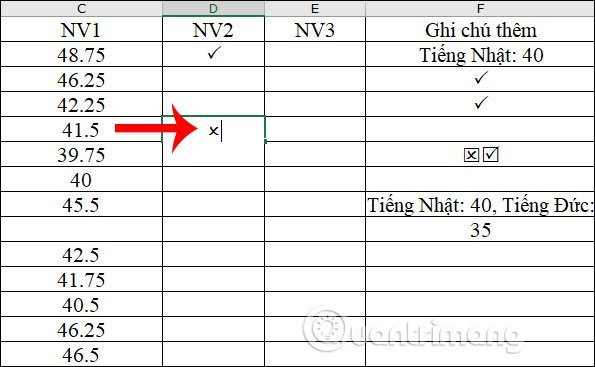 C D E F
NV1 NV2 NV3 Ghi chú thêm
48.75 ✓ Tiếng Nhật: 40
46.25 ✓
42.25 ✓
41.5 ×
39.75 ☒☑
40
45.5 Tiếng Nhật: 40, Tiếng Đức:
35
42.5
41.75
40.5
46.25
46.5
Quantrimang